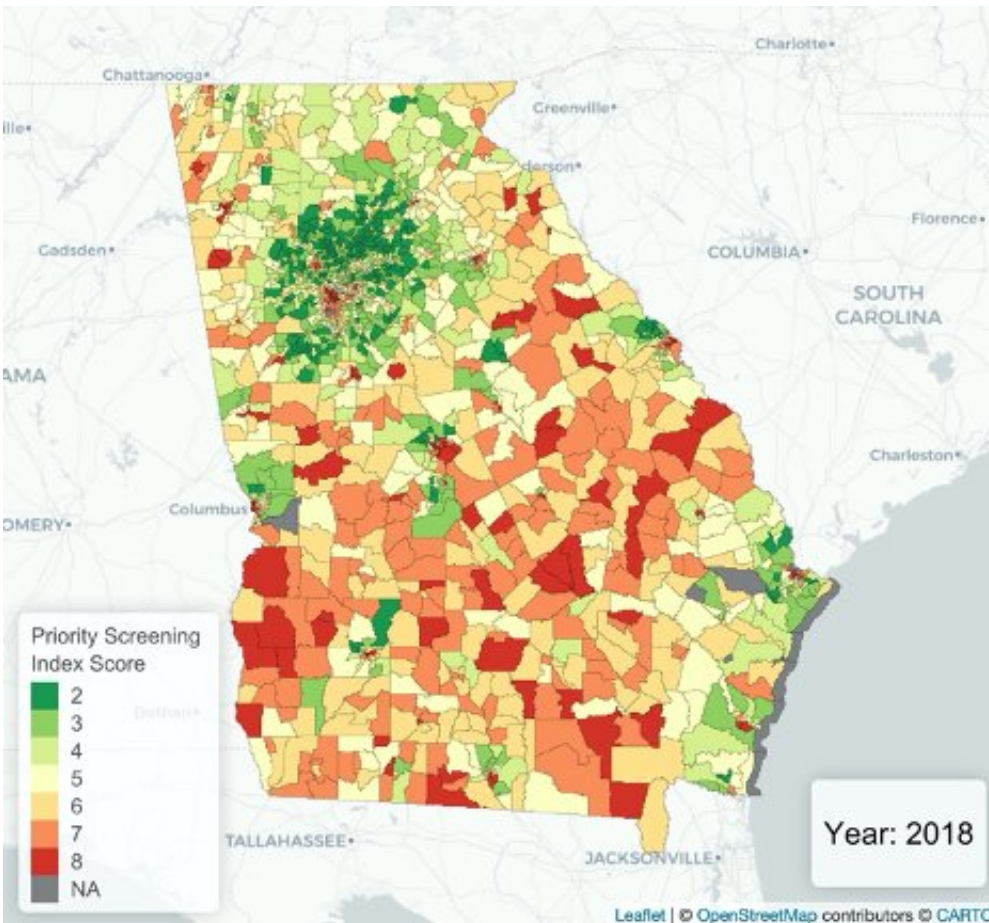 Charlotte
Chattanooga
Greenville
ille
derson
Florence
Gadsden
COLUMBIA
SOUTH
CAROLINA
AMA
Charleston
Columbus
OMERY
Priority Screening
Index Score
2
3
4
5
6
7
8
NA
Dothan
TALLAHASSEE
JACKSONVILLE
Year: 2018
Leaflet | © OpenStreetMap contributors © CARTO